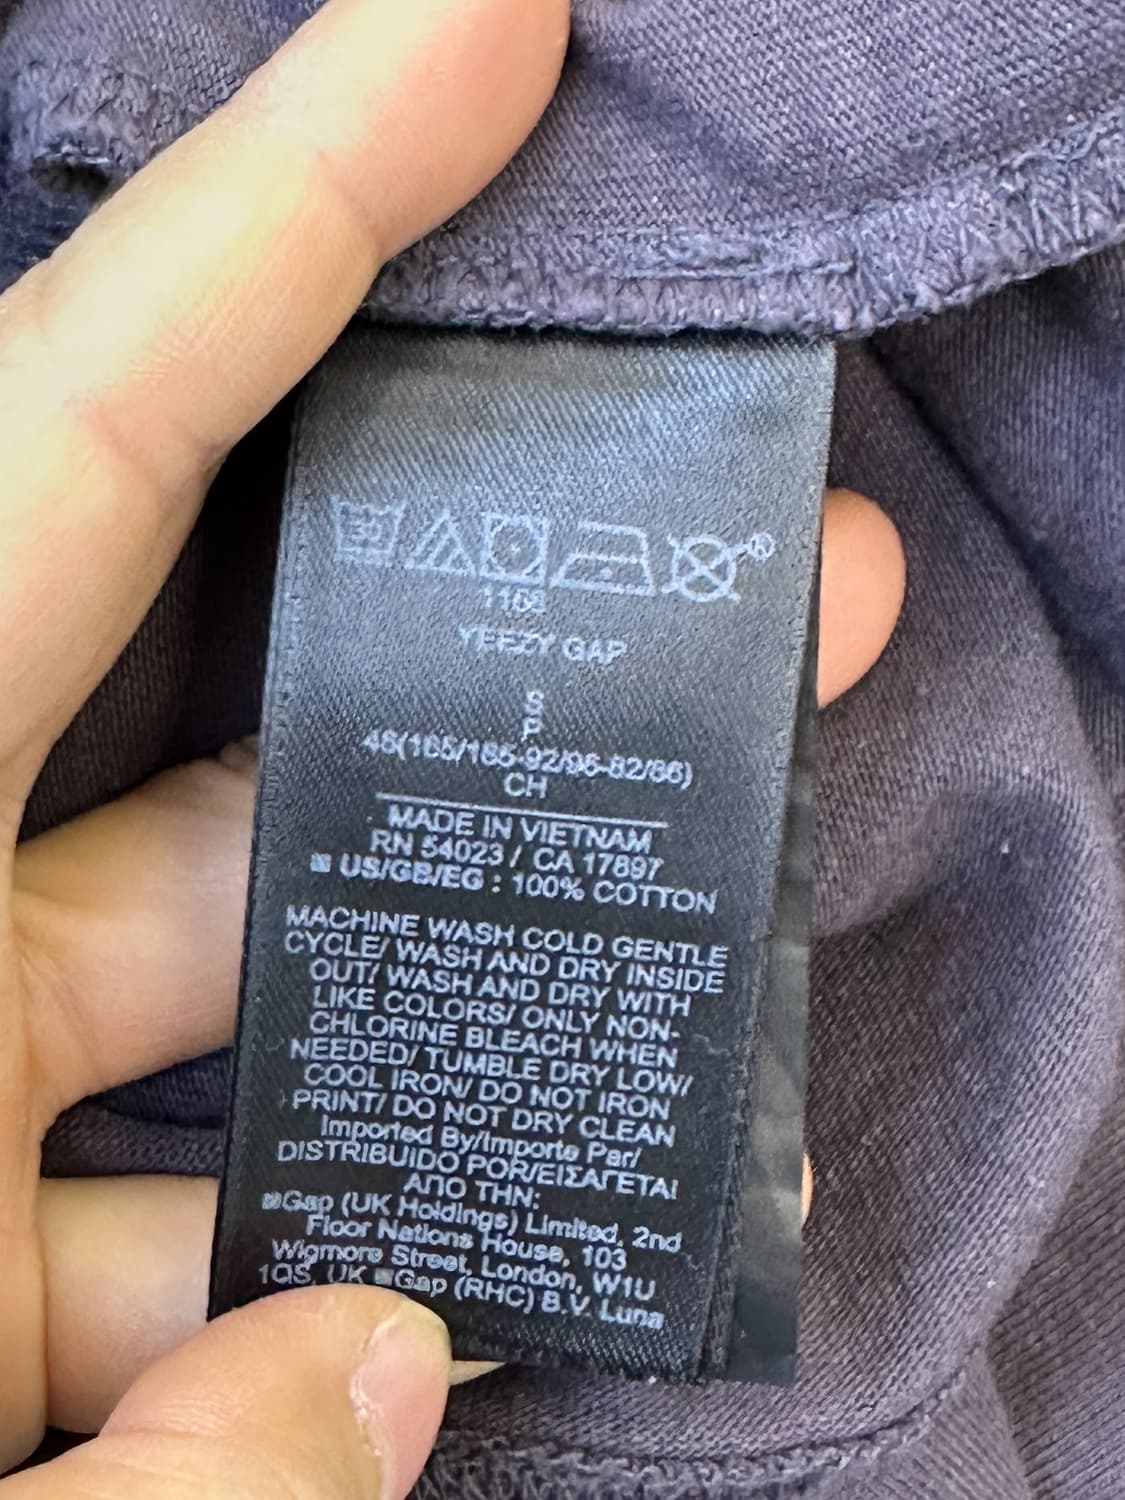 YEEZY GAP
S
P
CH
MADE IN VIETNAM
RN 54023 / CA 17897
US/GB/EG : 100% COTTON
MACHINE WASH COLD GENTLE
CYCLE/ WASH AND DRY INSIDE
OUT/ WASH AND DRY WITH
LIKE COLORS/ ONLY NON-
CHLORINE BLEACH WHEN
NEEDED/ TUMBLE DRY LOW/
COOL IRON/ DO NOT IRON
PRINT/ DO NOT DRY CLEAN
Imported By/Importe Par/
DISTRIBUIDO POR/ΕΙΣΑΓΕΤΑΙ
ΑΠΟ ΤΗΝ:
Gap (UK Holdings) Limited, 2nd
Floor Nations House, 103
Wigmore Street, London, W1U
1QS, UK Gap (RHC) B.V. Luna